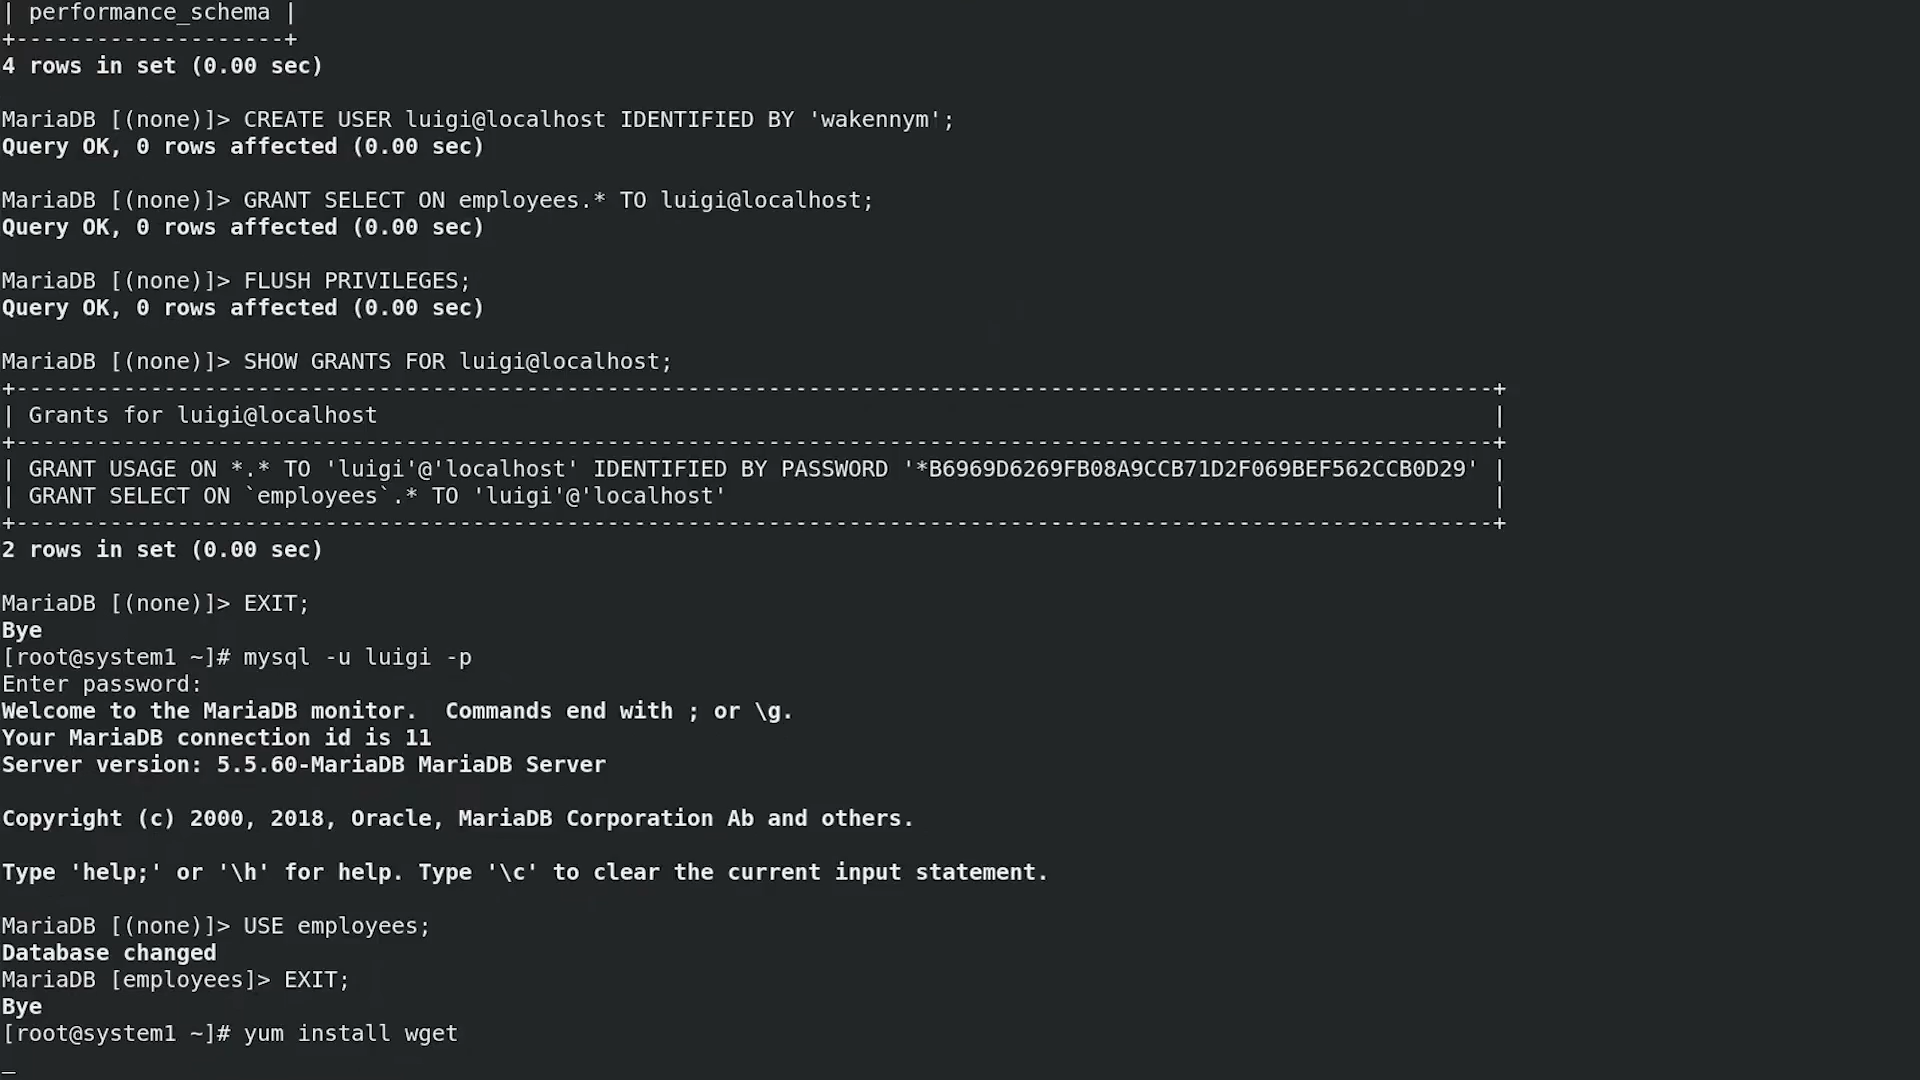 | performance_schema |
+--------------------+
4 rows in set (0.00 sec)
MariaDB [(none)]> CREATE USER luigi@localhost IDENTIFIED BY 'wakennym';
Query OK, 0 rows affected (0.00 sec)
MariaDB [(none)]> GRANT SELECT ON employees.* TO luigi@localhost;
Query OK, 0 rows affected (0.00 sec)
MariaDB [(none)]> FLUSH PRIVILEGES;
Query OK, 0 rows affected (0.00 sec)
MariaDB [(none)]> SHOW GRANTS FOR luigi@localhost;
+--------------------------------------------------------------------------------------------------------------+
| Grants for luigi@localhost                                                                                   |
+--------------------------------------------------------------------------------------------------------------+
| GRANT USAGE ON *.* TO 'luigi'@'localhost' IDENTIFIED BY PASSWORD '*B6969D6269FB08A9CCB71D2F069BEF562CCB0D29' |
| GRANT SELECT ON `employees`.* TO 'luigi'@'localhost'                                                         |
+--------------------------------------------------------------------------------------------------------------+
2 rows in set (0.00 sec)
MariaDB [(none)]> EXIT;
Bye
[root@system1 ~]# mysql -u luigi -p
Enter password:
Welcome to the MariaDB monitor.  Commands end with ; or \g.
Your MariaDB connection id is 11
Server version: 5.5.60-MariaDB MariaDB Server
Copyright (c) 2000, 2018, Oracle, MariaDB Corporation Ab and others.
Type 'help;' or '\h' for help. Type '\c' to clear the current input statement.
MariaDB [(none)]> USE employees;
Database changed
MariaDB [employees]> EXIT;
Bye
[root@system1 ~]# yum install wget
_